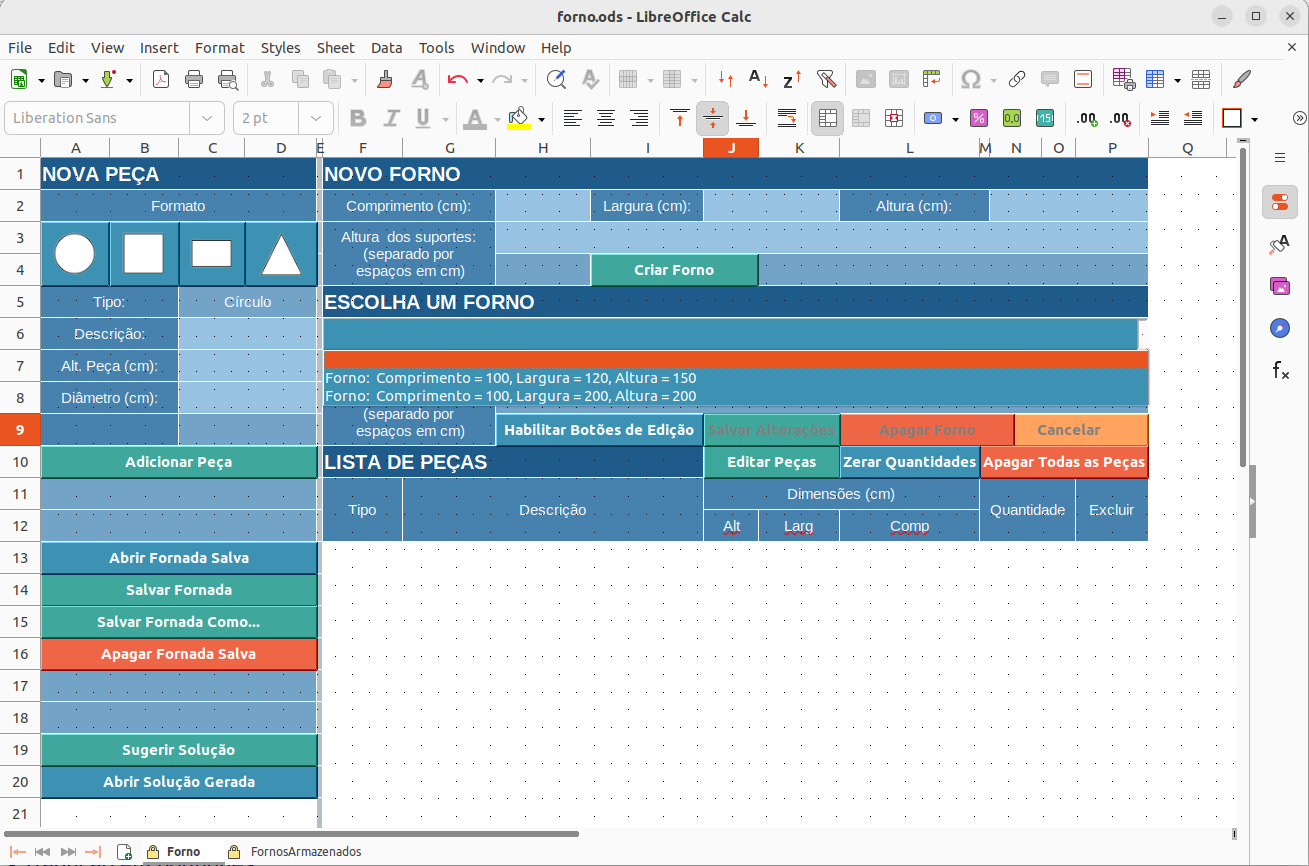 forno.ods - LibreOffice Calc
File Edit View Insert Format Styles Sheet Data Tools Window Help
Liberation Sans 2 pt
A B C D E F G H I J K L M N O P Q
1 NOVA PEÇA NOVO FORNO
2 Formato Comprimento (cm): Largura (cm): Altura (cm):
3 Altura dos suportes:
(separado por
4 espaços em cm) Criar Forno
5 Tipo: Círculo ESCOLHA UM FORNO
6 Descrição:
7 Alt. Peça (cm):
Forno: Comprimento = 100, Largura = 120, Altura = 150
8 Diâmetro (cm): Forno: Comprimento = 100, Largura = 200, Altura = 200
(separado por
9 espaços em cm) Habilitar Botões de Edição Salvar Alterações Apagar Forno Cancelar
10 Adicionar Peça LISTA DE PEÇAS Editar Peças Zerar Quantidades Apagar Todas as Peças
11 Tipo Descrição Dimensões (cm) Quantidade Excluir
12 Alt Larg Comp
13 Abrir Fornada Salva
14 Salvar Fornada
15 Salvar Fornada Como...
16 Apagar Fornada Salva
17
18
19 Sugerir Solução
20 Abrir Solução Gerada
21
Forno FornosArmazenados